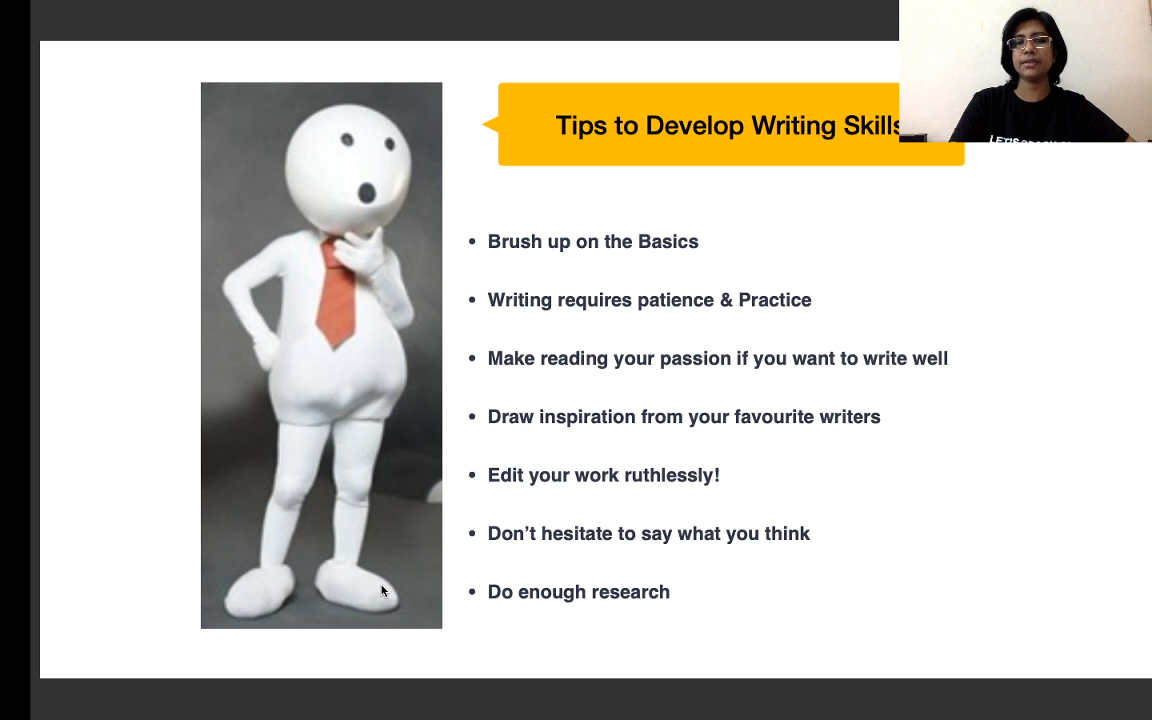 Tips to Develop Writing Skills
• Brush up on the Basics
• Writing requires patience & Practice
• Make reading your passion if you want to write well
• Draw inspiration from your favourite writers
• Edit your work ruthlessly!
• Don’t hesitate to say what you think
• Do enough research